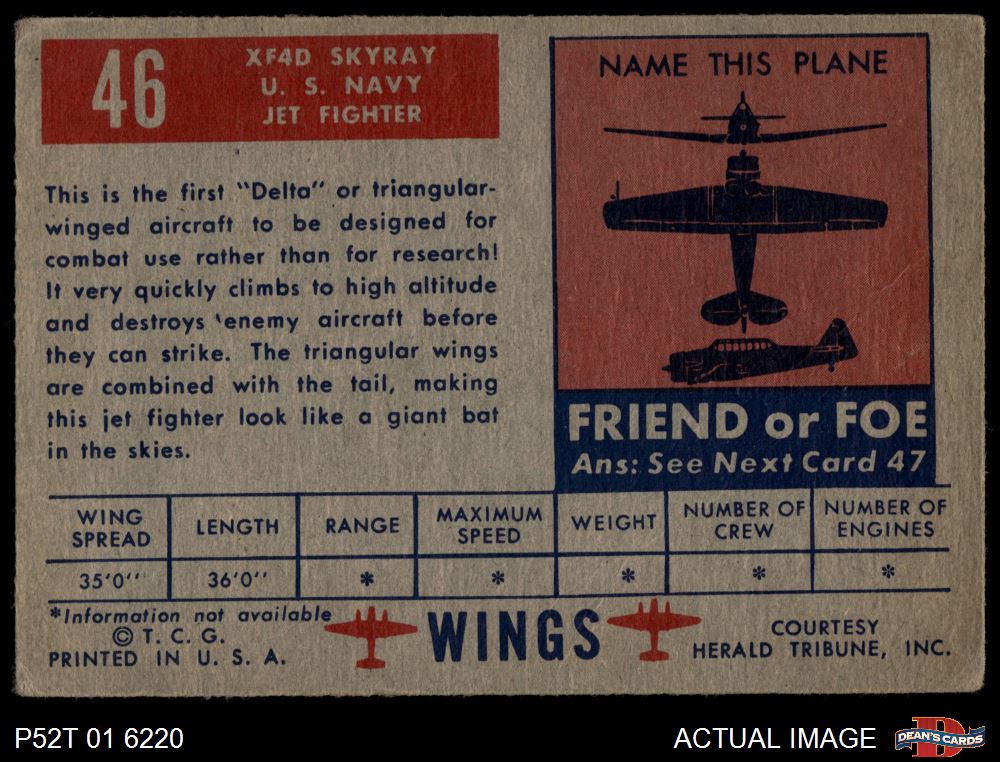 46
XF4D SKYRAY
U. S. NAVY
JET FIGHTER
This is the first "Delta" or triangular-
winged aircraft to be designed for
combat use rather than for research!
It very quickly climbs to high altitude
and destroys 'enemy aircraft before
they can strike. The triangular wings
are combined with the tail, making
this jet fighter look like a giant bat
in the skies.
NAME THIS PLANE
FRIEND or FOE
Ans: See Next Card 47
WING SPREAD
LENGTH
RANGE
MAXIMUM SPEED
WEIGHT
NUMBER OF CREW
NUMBER OF ENGINES
35'0"
36'0"
*
*
*
*
*
*Information not available
© T. C. G.
PRINTED IN U. S. A.
WINGS
COURTESY
HERALD TRIBUNE, INC.
P52T 01 6220
ACTUAL IMAGE
D
DEAN'S CARDS